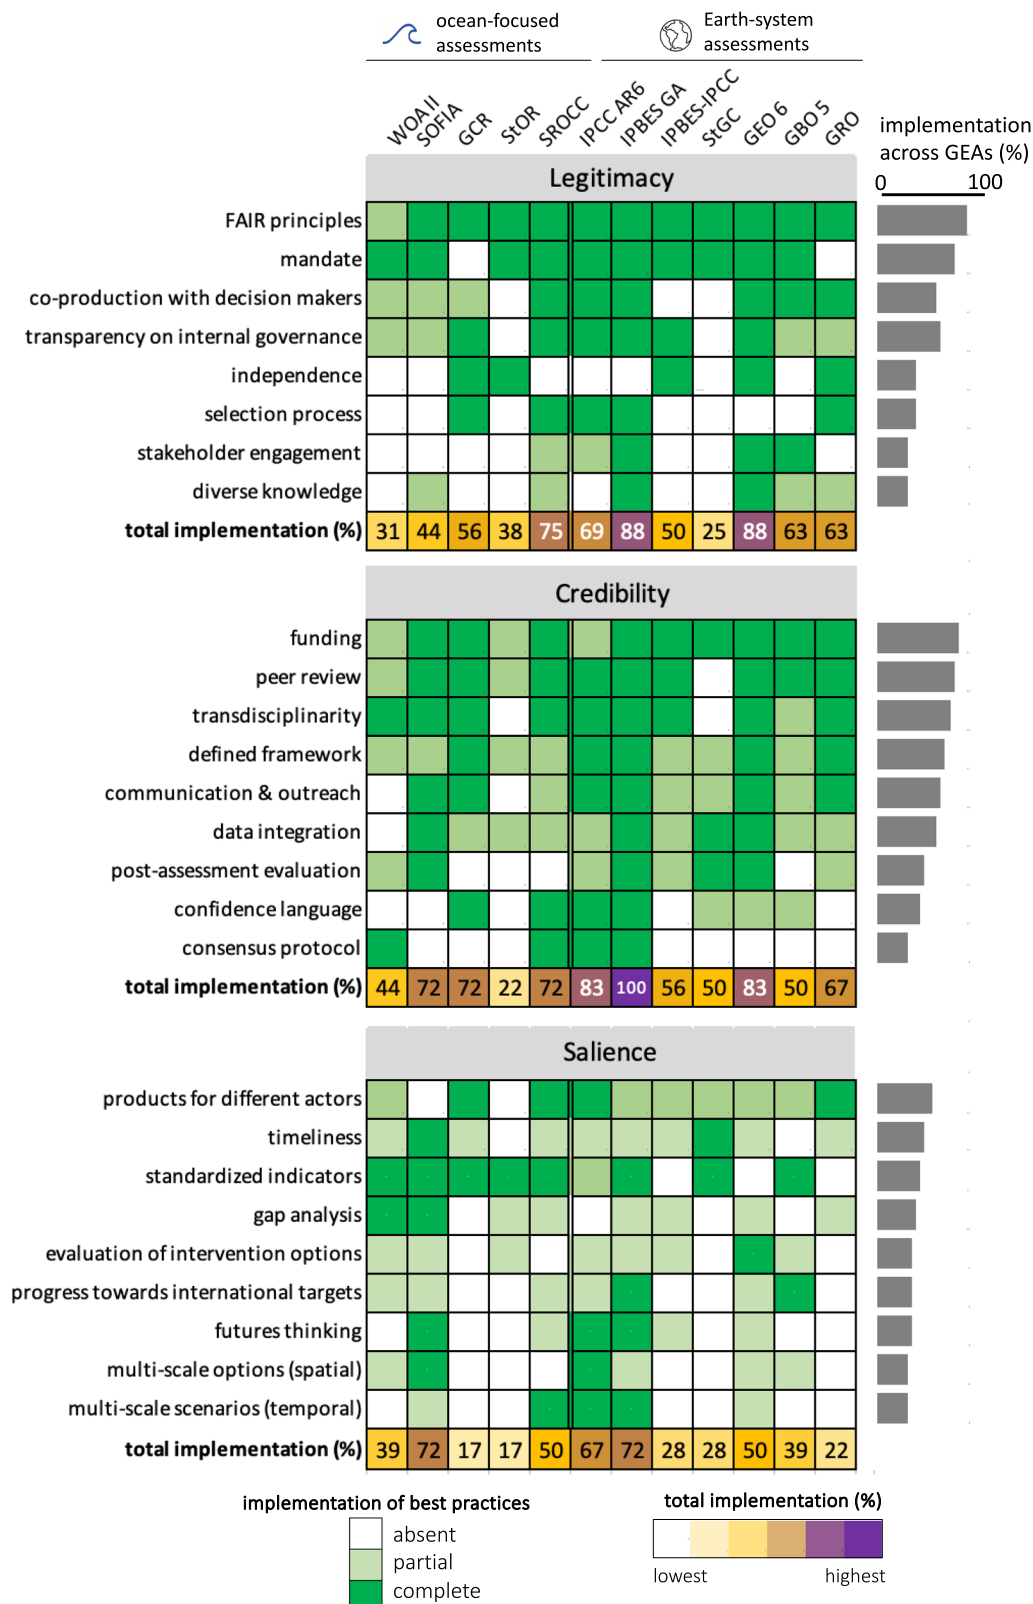 ocean-focused
assessments
Earth-system
assessments
WOA II
SOFIA
GCR
StOR
SROCC
IPCC AR6
IPBES GA
IPBES-IPCC
StGC
GEO 6
GBO 5
GRO
implementation
across GEAs (%)
0 100
Legitimacy
FAIR principles
mandate
co-production with decision makers
transparency on internal governance
independence
selection process
stakeholder engagement
diverse knowledge
total implementation (%) 31 44 56 38 75 69 88 50 25 88 63 63
Credibility
funding
peer review
transdisciplinarity
defined framework
communication & outreach
data integration
post-assessment evaluation
confidence language
consensus protocol
total implementation (%) 44 72 72 22 72 83 100 56 50 83 50 67
Salience
products for different actors
timeliness
standardized indicators
gap analysis
evaluation of intervention options
progress towards international targets
futures thinking
multi-scale options (spatial)
multi-scale scenarios (temporal)
total implementation (%) 39 72 17 17 50 67 72 28 28 50 39 22
implementation of best practices
absent
partial
complete
total implementation (%)
lowest highest